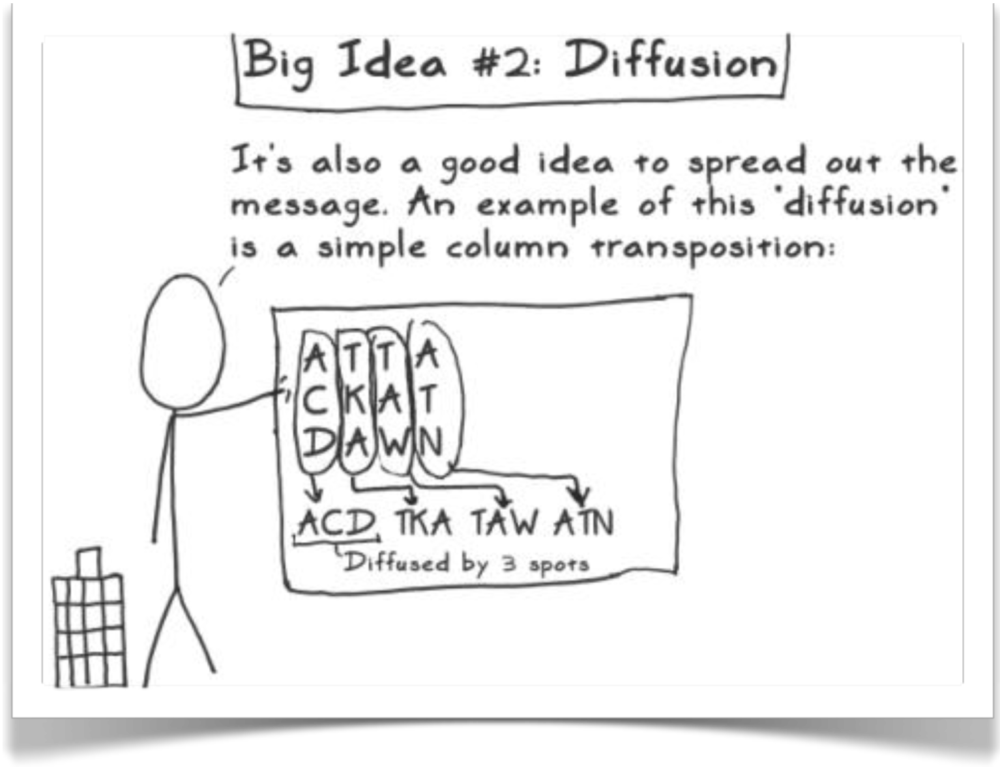 Big Idea #2: Diffusion
It's also a good idea to spread out the
message. An example of this "diffusion"
is a simple column transposition:
A T T A
C K A T
D A W N
ACD TKA TAW ATN
Diffused by 3 spots